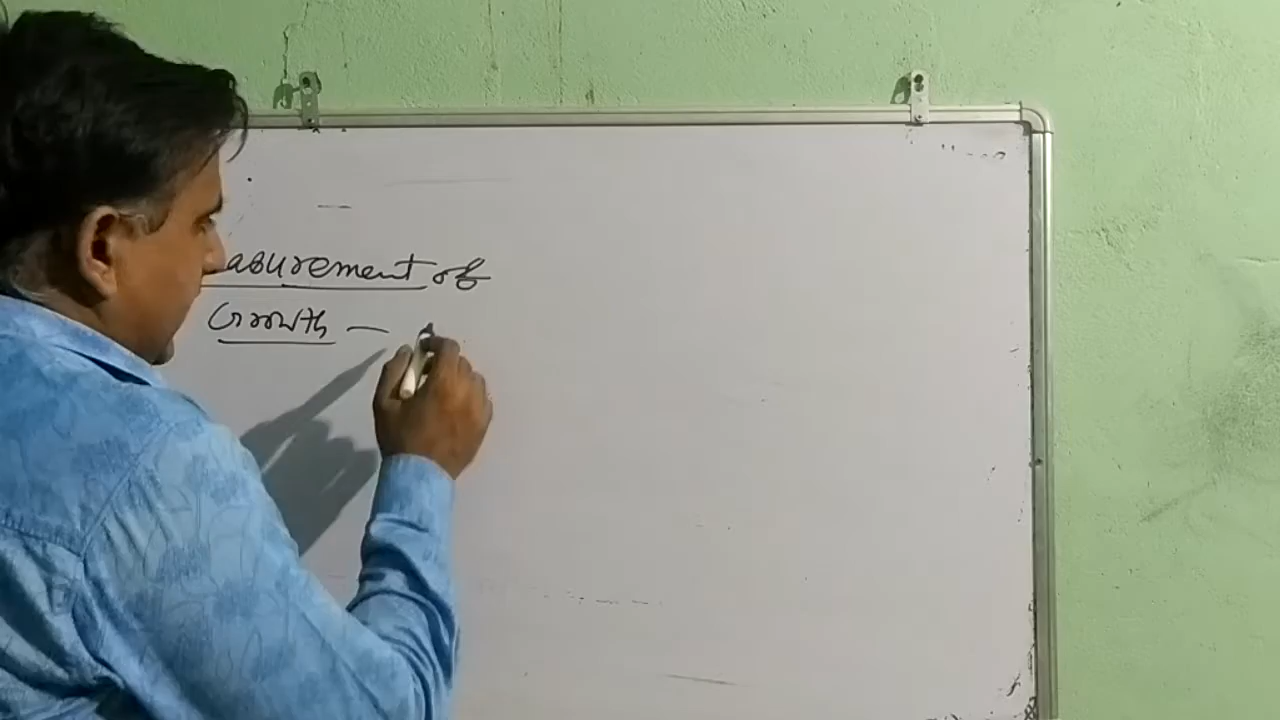 asurement of
Growth —